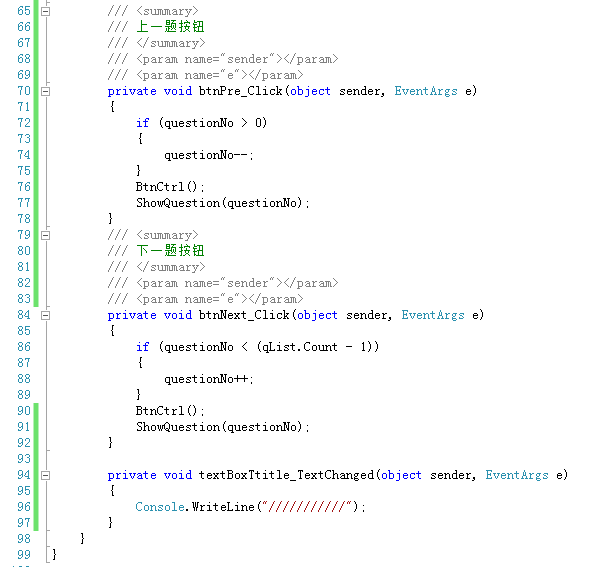 65 /// <summary>
66 /// 上一题按钮
67 /// </summary>
68 /// <param name="sender"></param>
69 /// <param name="e"></param>
70 private void btnPre_Click(object sender, EventArgs e)
71 {
72 if (questionNo > 0)
73 {
74 questionNo--;
75 }
76 BtnCtrl();
77 ShowQuestion(questionNo);
78 }
79 /// <summary>
80 /// 下一题按钮
81 /// </summary>
82 /// <param name="sender"></param>
83 /// <param name="e"></param>
84 private void btnNext_Click(object sender, EventArgs e)
85 {
86 if (questionNo < (qList.Count - 1))
87 {
88 questionNo++;
89 }
90 BtnCtrl();
91 ShowQuestion(questionNo);
92 }
93
94 private void textBoxTtitle_TextChanged(object sender, EventArgs e)
95 {
96 Console.WriteLine("///////////");
97 }
98 }
99 }